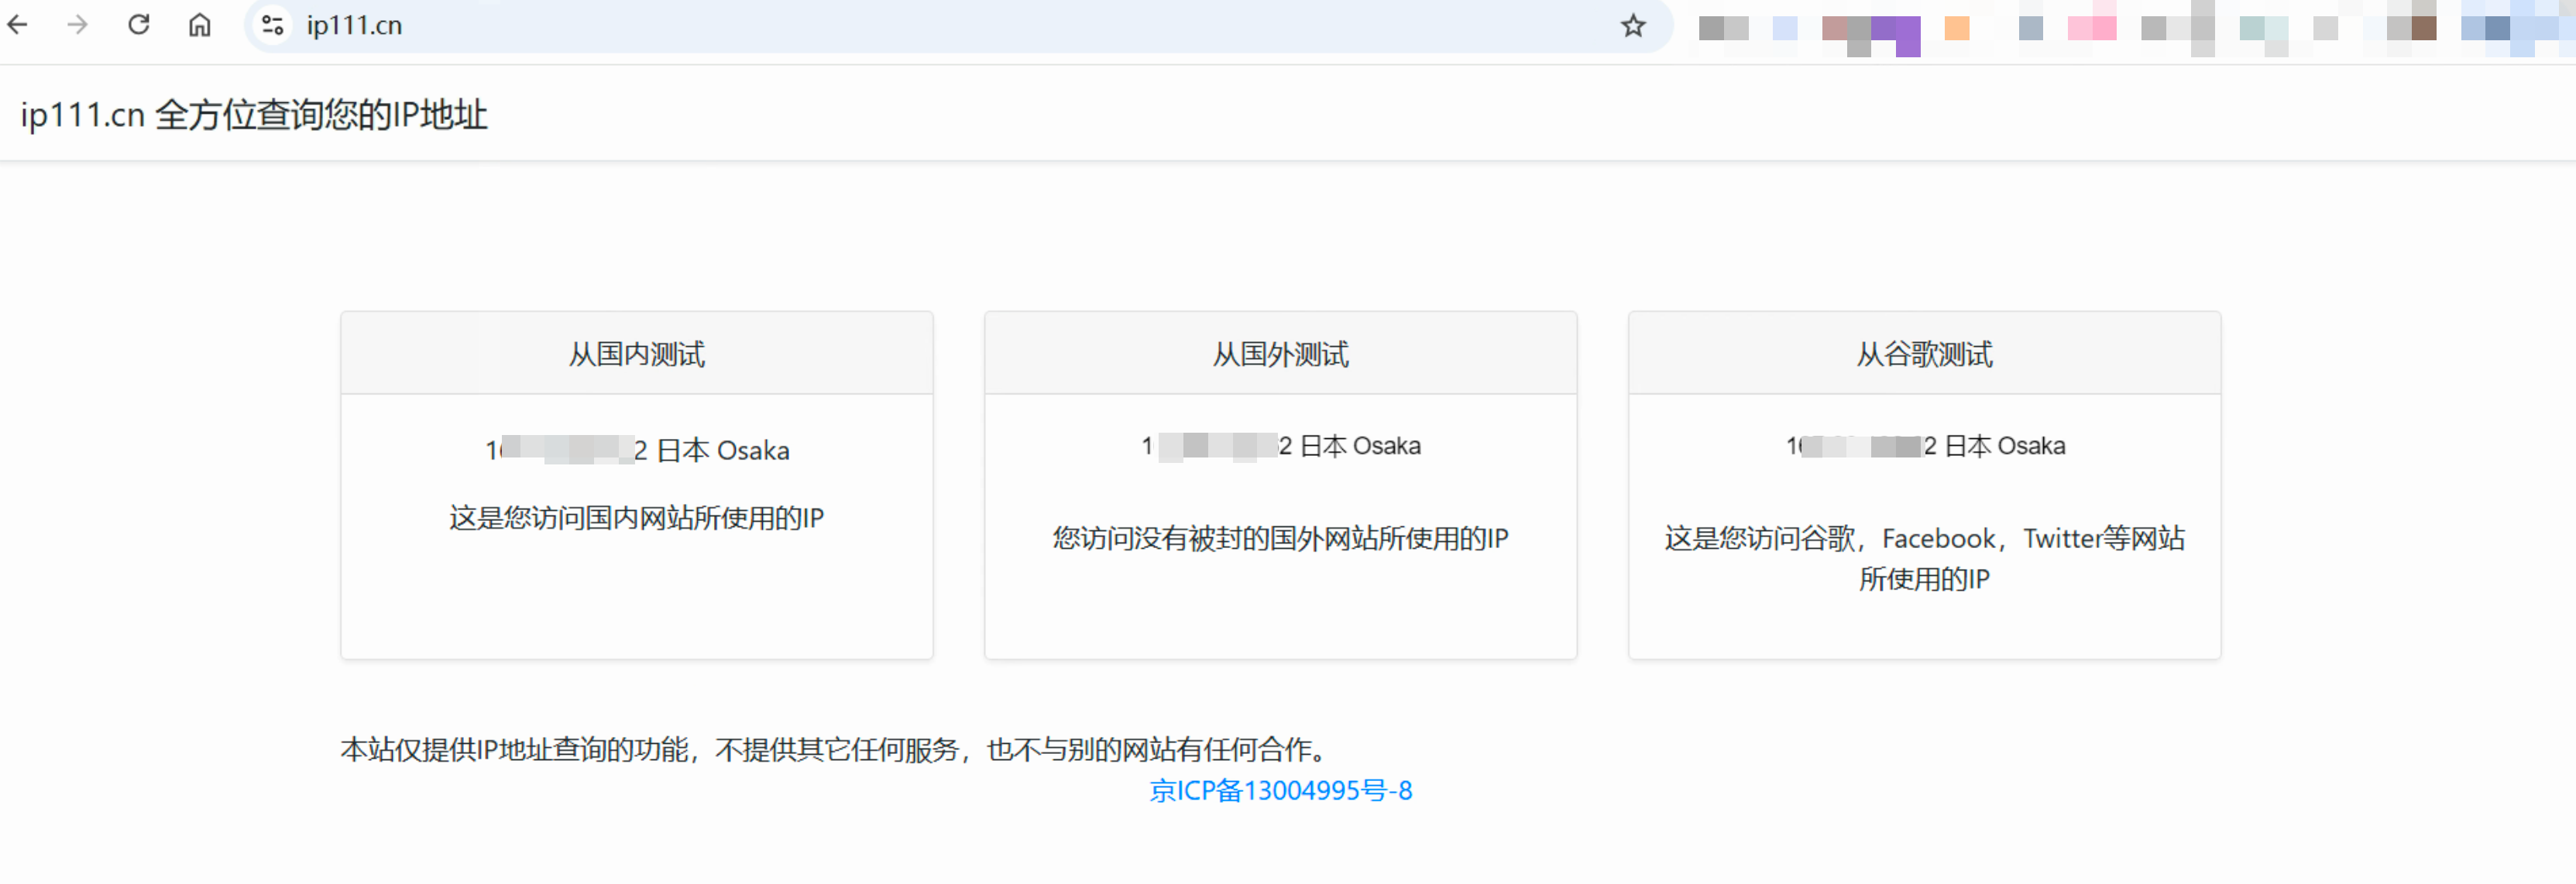 ip111.cn
ip111.cn 全方位查询您的IP地址
从国内测试
2 日本 Osaka
这是您访问国内网站所使用的IP
从国外测试
1 2 日本 Osaka
您访问没有被封的国外网站所使用的IP
从谷歌测试
2 日本 Osaka
这是您访问谷歌，Facebook，Twitter等网站
所使用的IP
本站仅提供IP地址查询的功能，不提供其它任何服务，也不与别的网站有任何合作。
京ICP备13004995号-8